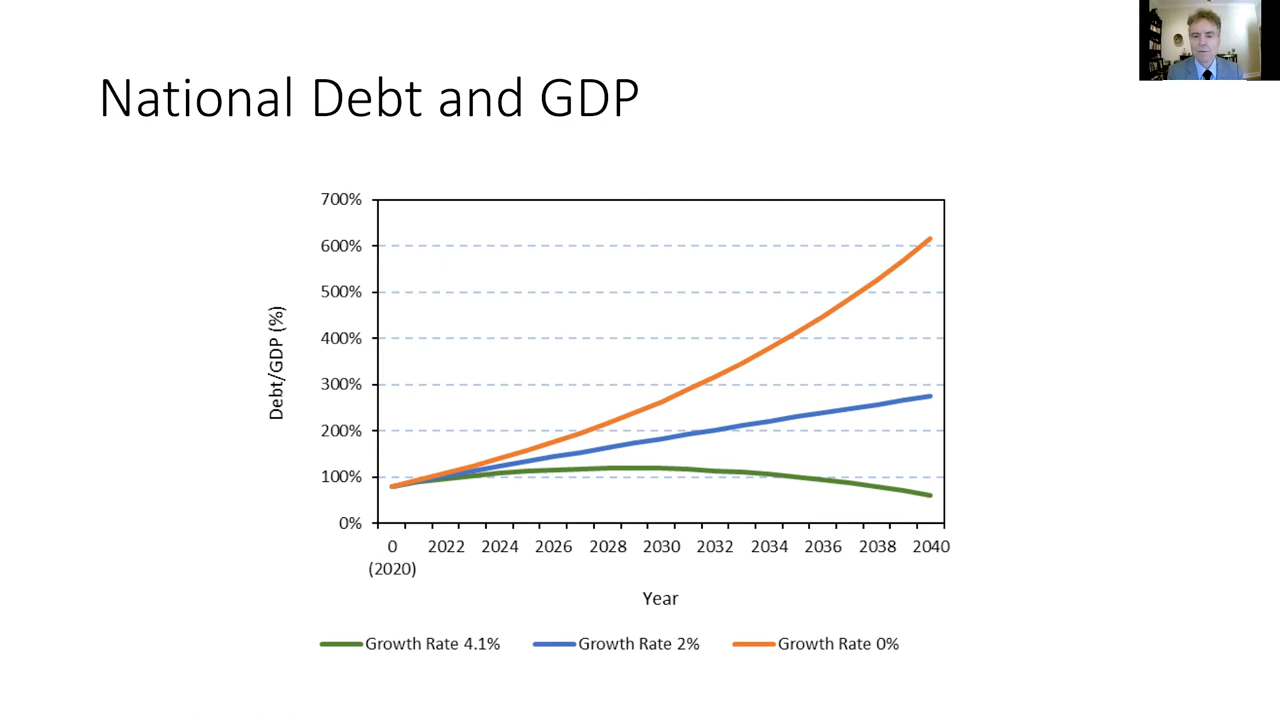 National Debt and GDP
700%
600%
500%
400%
300%
200%
100%
0%
Debt/GDP (%)
0 2022 2024 2026 2028 2030 2032 2034 2036 2038 2040
(2020)
Year
Growth Rate 4.1% Growth Rate 2% Growth Rate 0%